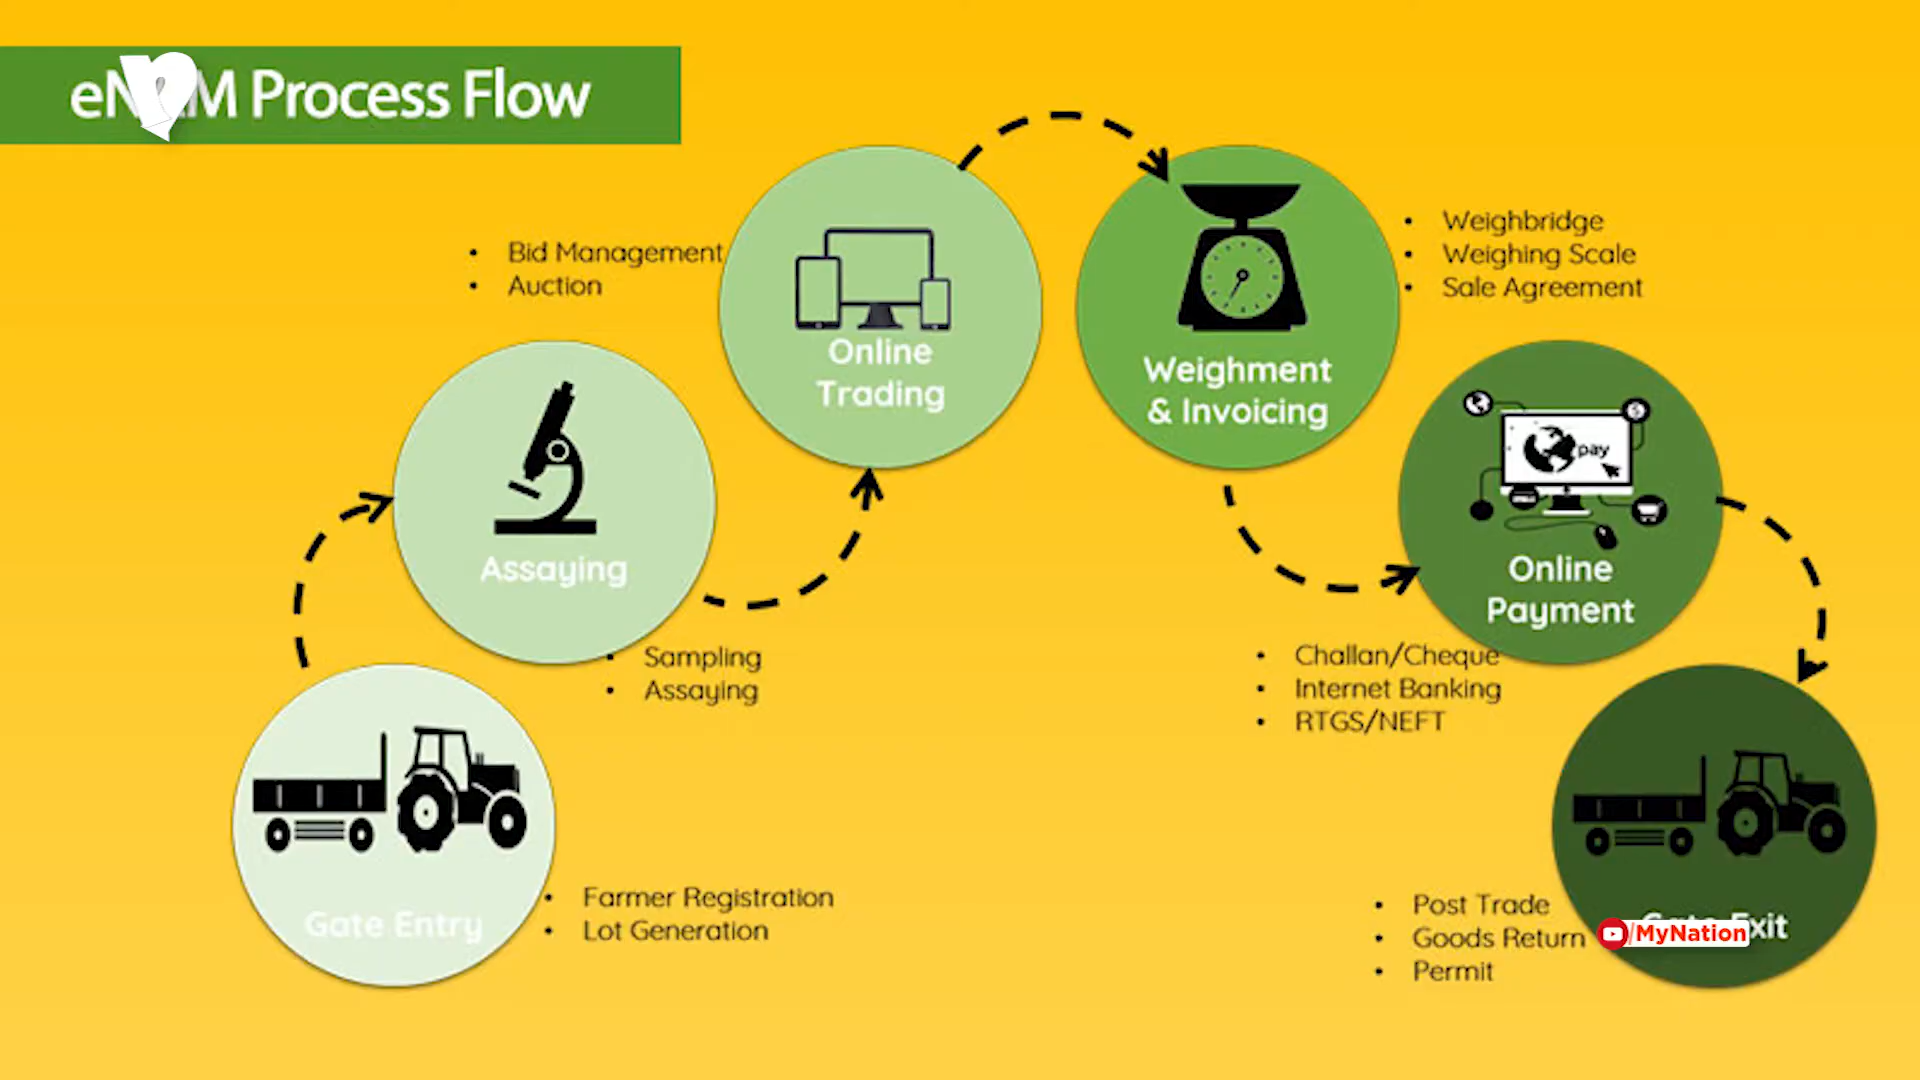 Process Flow
• Bid Management
• Auction
Online
Trading
Weighment
& Invoicing
• Weighbridge
• Weighing Scale
• Sale Agreement
Assaying
• Sampling
• Assaying
pay
Online
Payment
• Challan/Cheque
• Internet Banking
• RTGS/NEFT
Gate Entry
• Farmer Registration
• Lot Generation
• Post Trade
• Goods Return
• Permit
MyNation